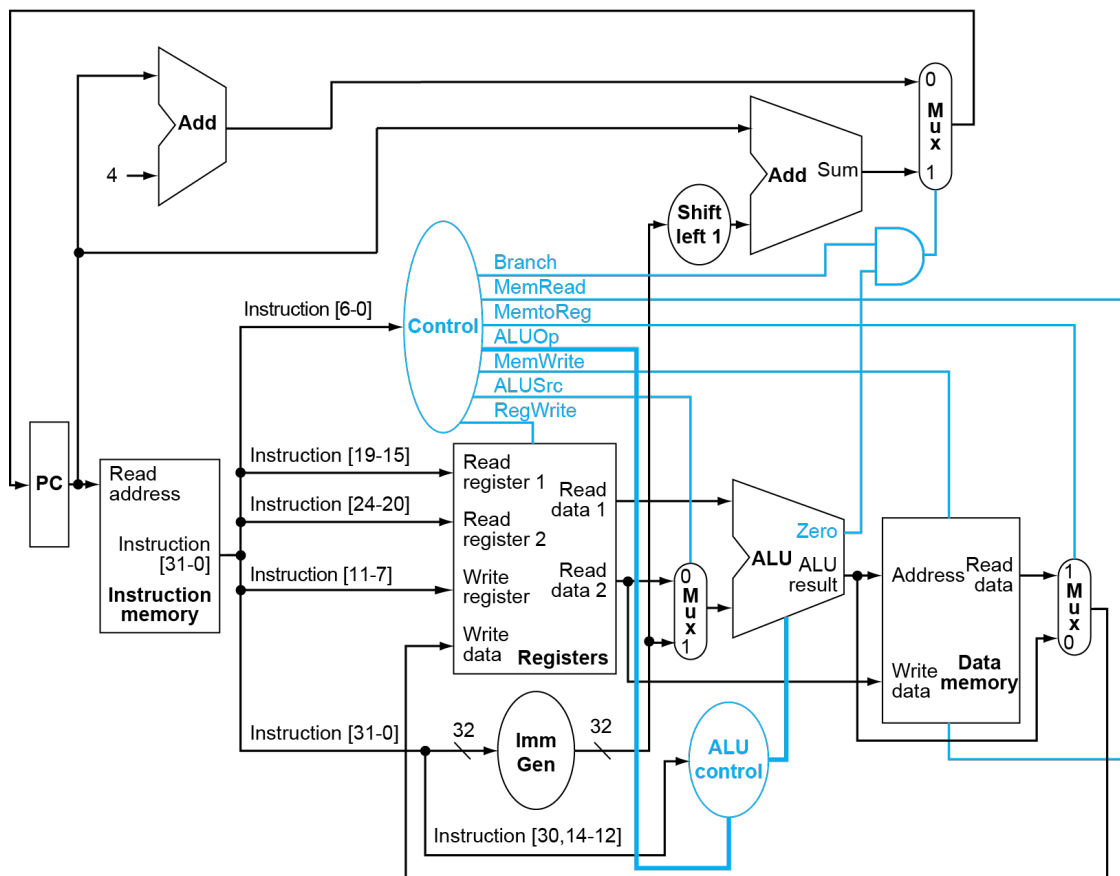 Add
4
Add Sum
Shift
left 1
0
M
u
x
1
Branch
MemRead
MemtoReg
ALUOp
MemWrite
ALUSrc
RegWrite
Control
Instruction [6-0]
Instruction [19-15]
Instruction [24-20]
Instruction [11-7]
Instruction [31-0]
Instruction [30,14-12]
PC
Read
address
Instruction
[31-0]
Instruction
memory
Read
register 1
Read
register 2
Write
register
Write
data
Read
data 1
Read
data 2
Registers
32
Imm
Gen
32
0
M
u
x
1
Zero
ALU
ALU
result
ALU
control
Address
Read
data
Write
data
Data
memory
1
M
u
x
0